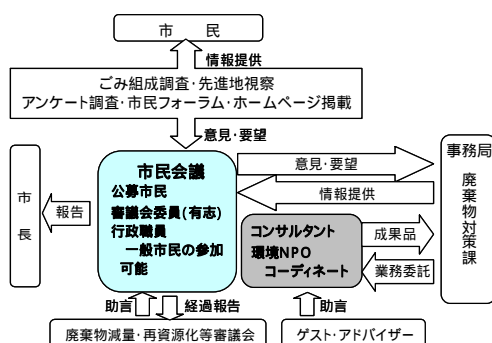 市　民
情報提供
ごみ組成調査・先進地視察
アンケート調査・市民フォーラム・ホームページ掲載
意見・要望
市長
報告
市民会議
公募市民
審議会委員(有志)
行政職員
一般市民の参加
可能
意見・要望
情報提供
コンサルタント
環境NPO
コーディネート
成果品
業務委託
事務局
廃棄物対策課
助言
経過報告
助言
廃棄物減量・再資源化等審議会
ゲスト・アドバイザー